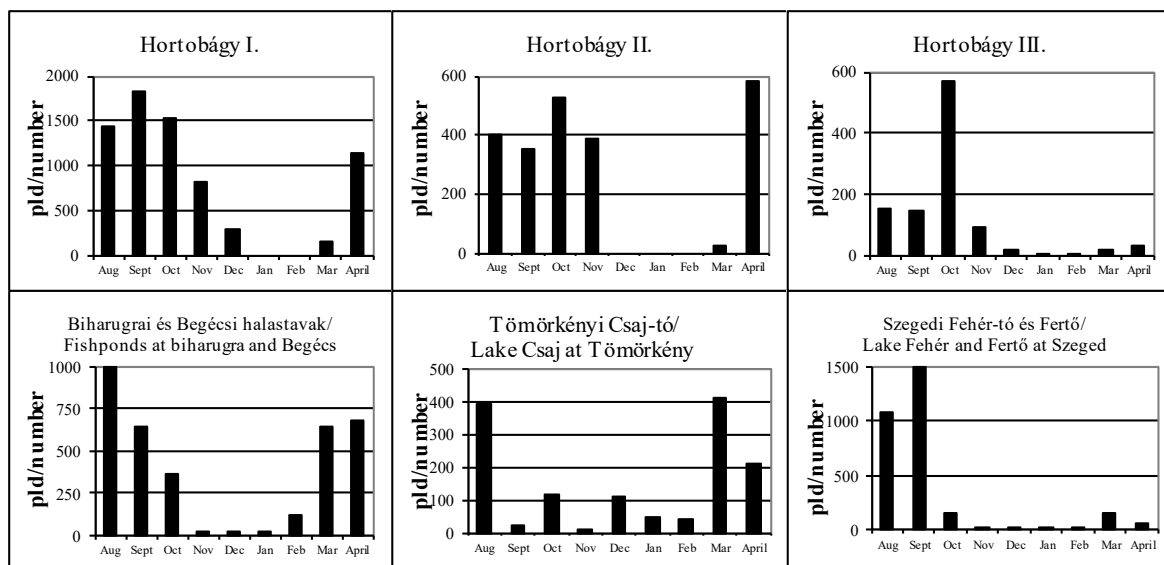 Hortobágy I.
pld/number
2000
1500
1000
500
0
Aug Sept Oct Nov Dec Jan Feb Mar April
Hortobágy II.
pld/number
600
400
200
0
Aug Sept Oct Nov Dec Jan Feb Mar April
Hortobágy III.
pld/number
600
400
200
0
Aug Sept Oct Nov Dec Jan Feb Mar April
Biharugrai és Begécsi halastavak/
Fishponds at biharugra and Begécs
pld/number
1000
750
500
250
0
Aug Sept Oct Nov Dec Jan Feb Mar April
Tömörkényi Csaj-tó/
Lake Csaj at Tömörkény
pld/number
500
400
300
200
100
0
Aug Sept Oct Nov Dec Jan Feb Mar April
Szegedi Fehér-tó és Fertő/
Lake Fehér and Fertő at Szeged
pld/number
1500
1000
500
0
Aug Sept Oct Nov Dec Jan Feb Mar April